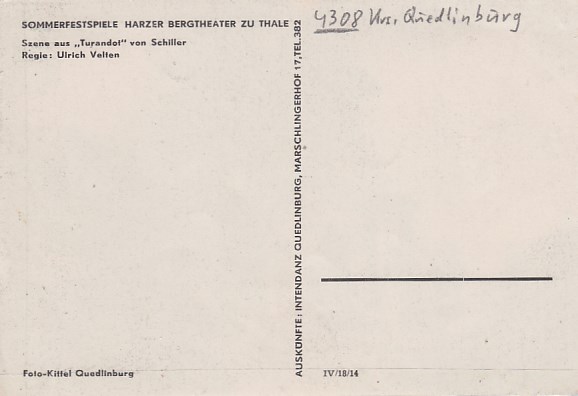 SOMMERFESTSPIELE HARZER BERGTHEATER ZU THALE
Szene aus „Turandot" von Schiller
Regie: Ulrich Velten
Foto-Kittel Quedlinburg
AUSKÜNFTE: INTENDANZ QUEDLINBURG, MARSCHLINGERHOF 17, TEL. 382
4308 Krs. Quedlinburg
IV/18/14